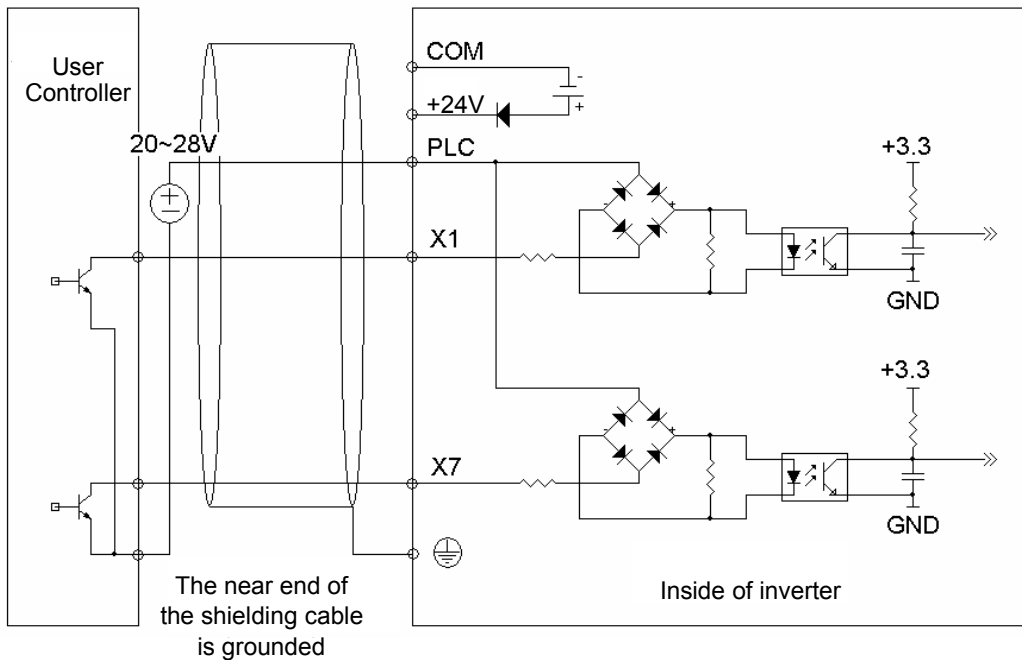 User
Controller
20~28V
COM
+24V
PLC
X1
+3.3
GND
+3.3
X7
GND
The near end of
the shielding cable
is grounded
Inside of inverter